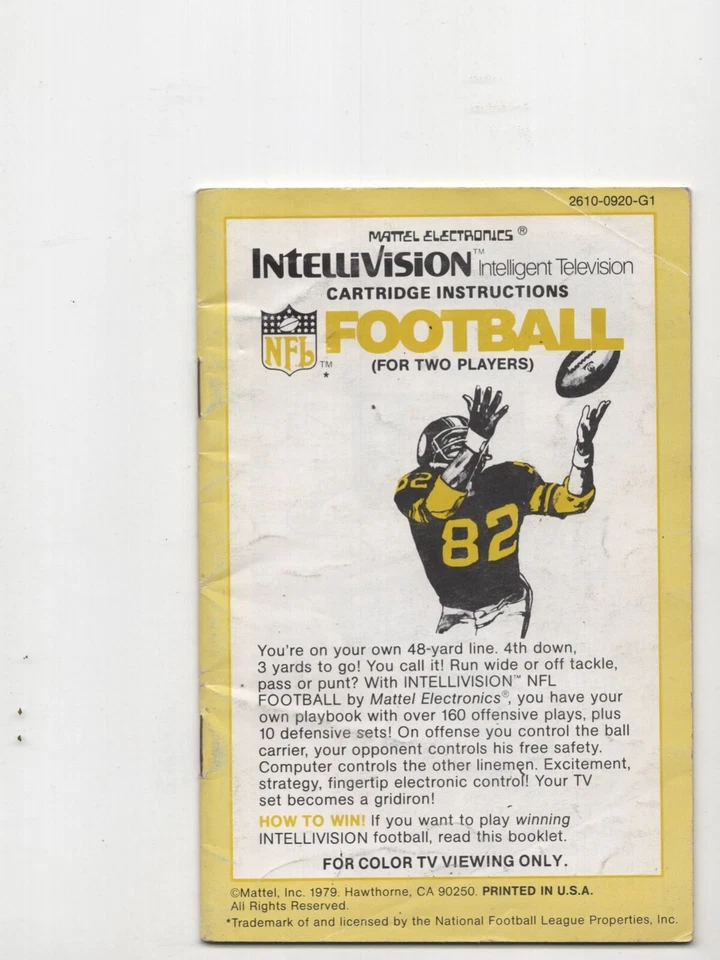 2610-0920-G1
MATTEL ELECTRONICS®
INTELLIVISION™ Intelligent Television
CARTRIDGE INSTRUCTIONS
NFL™* FOOTBALL
(FOR TWO PLAYERS)
82
82
You're on your own 48-yard line. 4th down,
3 yards to go! You call it! Run wide or off tackle,
pass or punt? With INTELLIVISION™ NFL
FOOTBALL by Mattel Electronics®, you have your
own playbook with over 160 offensive plays, plus
10 defensive sets! On offense you control the ball
carrier, your opponent controls his free safety.
Computer controls the other linemen. Excitement,
strategy, fingertip electronic control! Your TV
set becomes a gridiron!
HOW TO WIN! If you want to play winning
INTELLIVISION football, read this booklet.
FOR COLOR TV VIEWING ONLY.
©Mattel, Inc. 1979. Hawthorne, CA 90250. PRINTED IN U.S.A.
All Rights Reserved.
*Trademark of and licensed by the National Football League Properties, Inc.